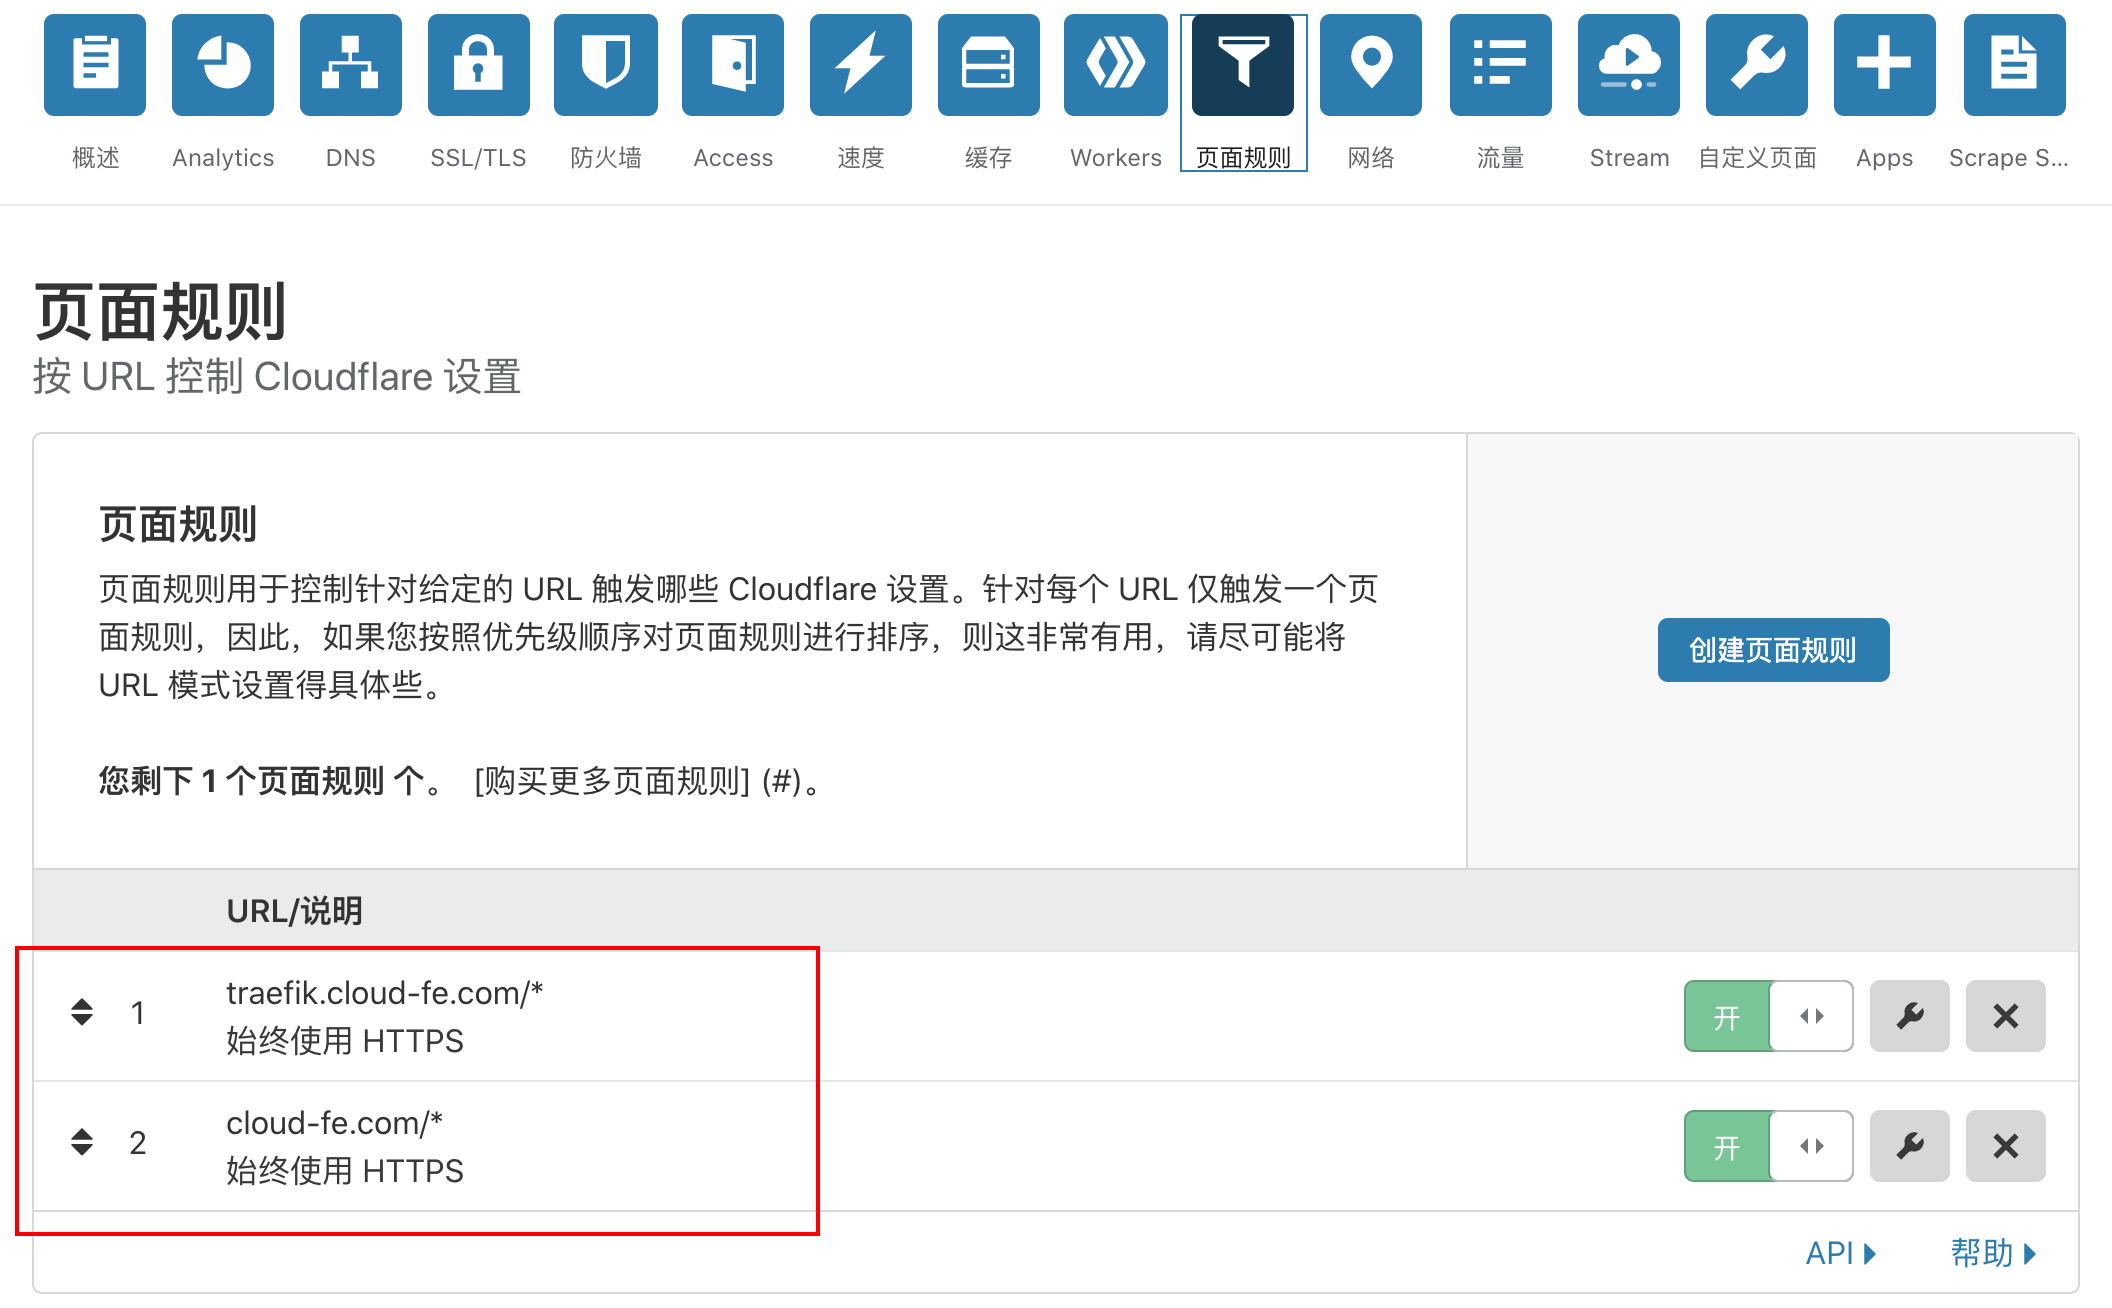 概述
Analytics
DNS
SSL/TLS
防火墙
Access
速度
缓存
Workers
页面规则
网络
流量
Stream
自定义页面
Apps
Scrape S...
页面规则
按 URL 控制 Cloudflare 设置
页面规则
页面规则用于控制针对给定的 URL 触发哪些 Cloudflare 设置。针对每个 URL 仅触发一个页
面规则，因此，如果您按照优先级顺序对页面规则进行排序，则这非常有用，请尽可能将
URL 模式设置得具体些。
您剩下 1 个页面规则 个。 [购买更多页面规则] (#)。
创建页面规则
URL/说明
1
traefik.cloud-fe.com/*
始终使用 HTTPS
开
2
cloud-fe.com/*
始终使用 HTTPS
开
API
帮助